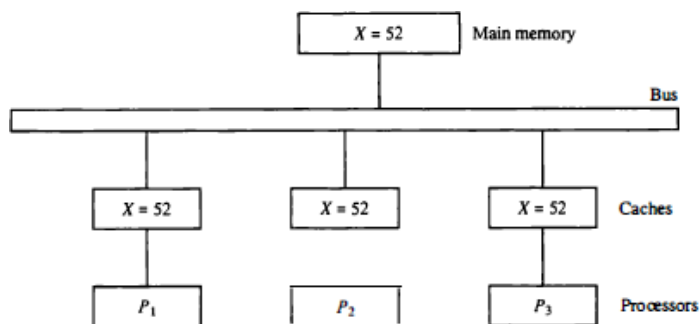 X = 52 Main memory
Bus
X = 52 X = 52 X = 52 Caches
P₁ P₂ P₃ Processors